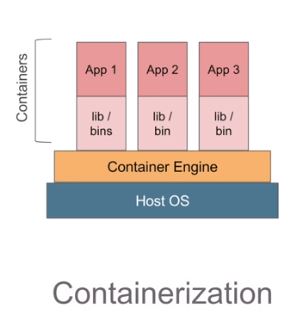 Containers
App 1
App 2
App 3
lib /
bins
lib /
bin
lib /
bin
Container Engine
Host OS
Containerization